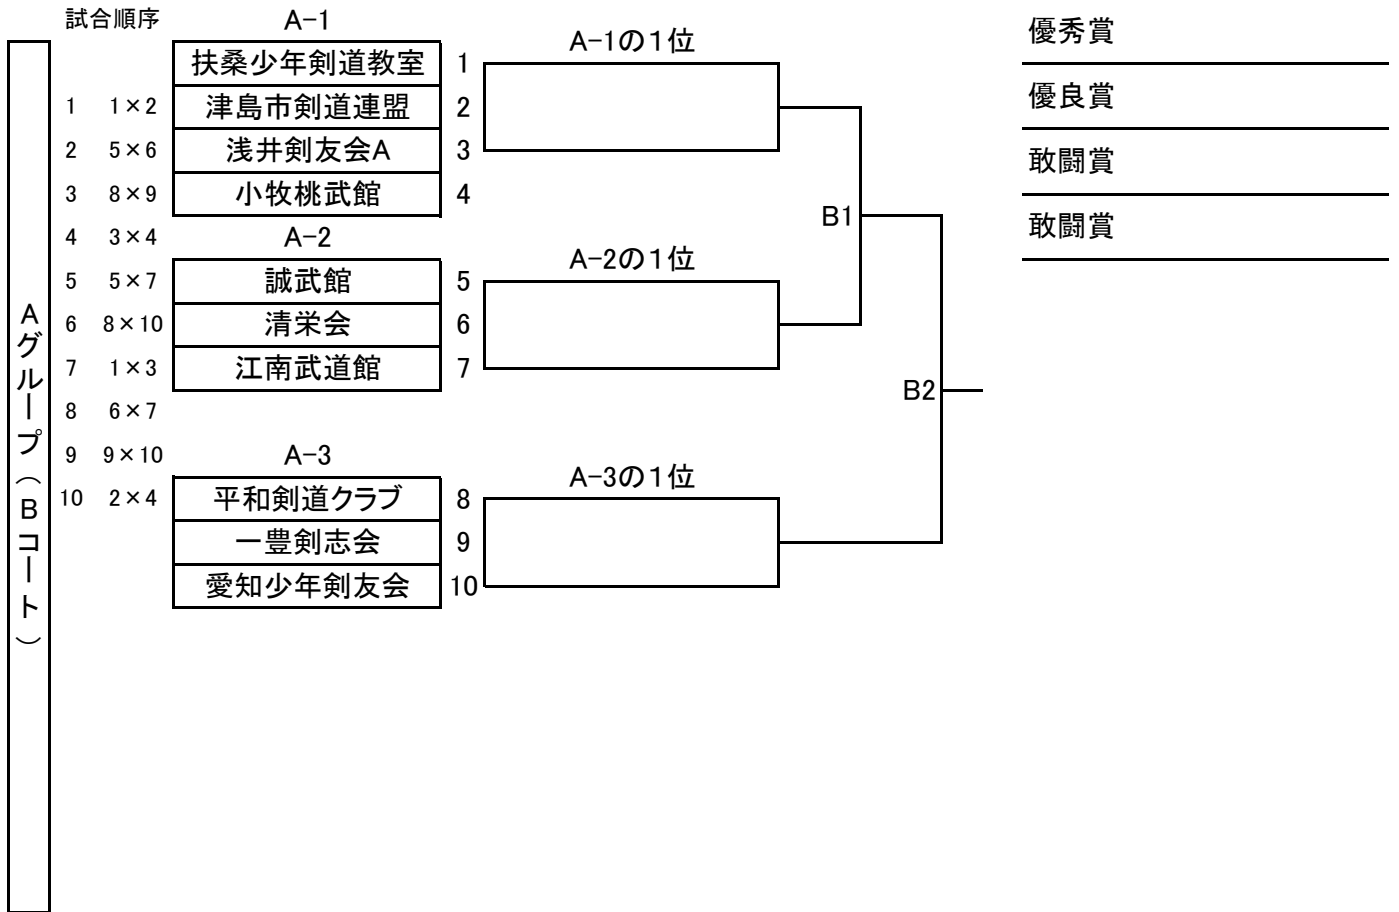 試合順序
A-1
A-1の1位
優秀賞
扶桑少年剣道教室 1
優良賞
1 1×2 津島市剣道連盟 2
2 5×6 浅井剣友会A 3
敢闘賞
3 8×9 小牧桃武館 4
B1
敢闘賞
4 3×4 A-2
A-2の1位
5 5×7 誠武館 5
6 8×10 清栄会 6
7 1×3 江南武道館 7
B2
8 6×7
9 9×10 A-3
A-3の1位
10 2×4 平和剣道クラブ 8
一豊剣志会 9
愛知少年剣友会 10
Aグループ(Bコート)